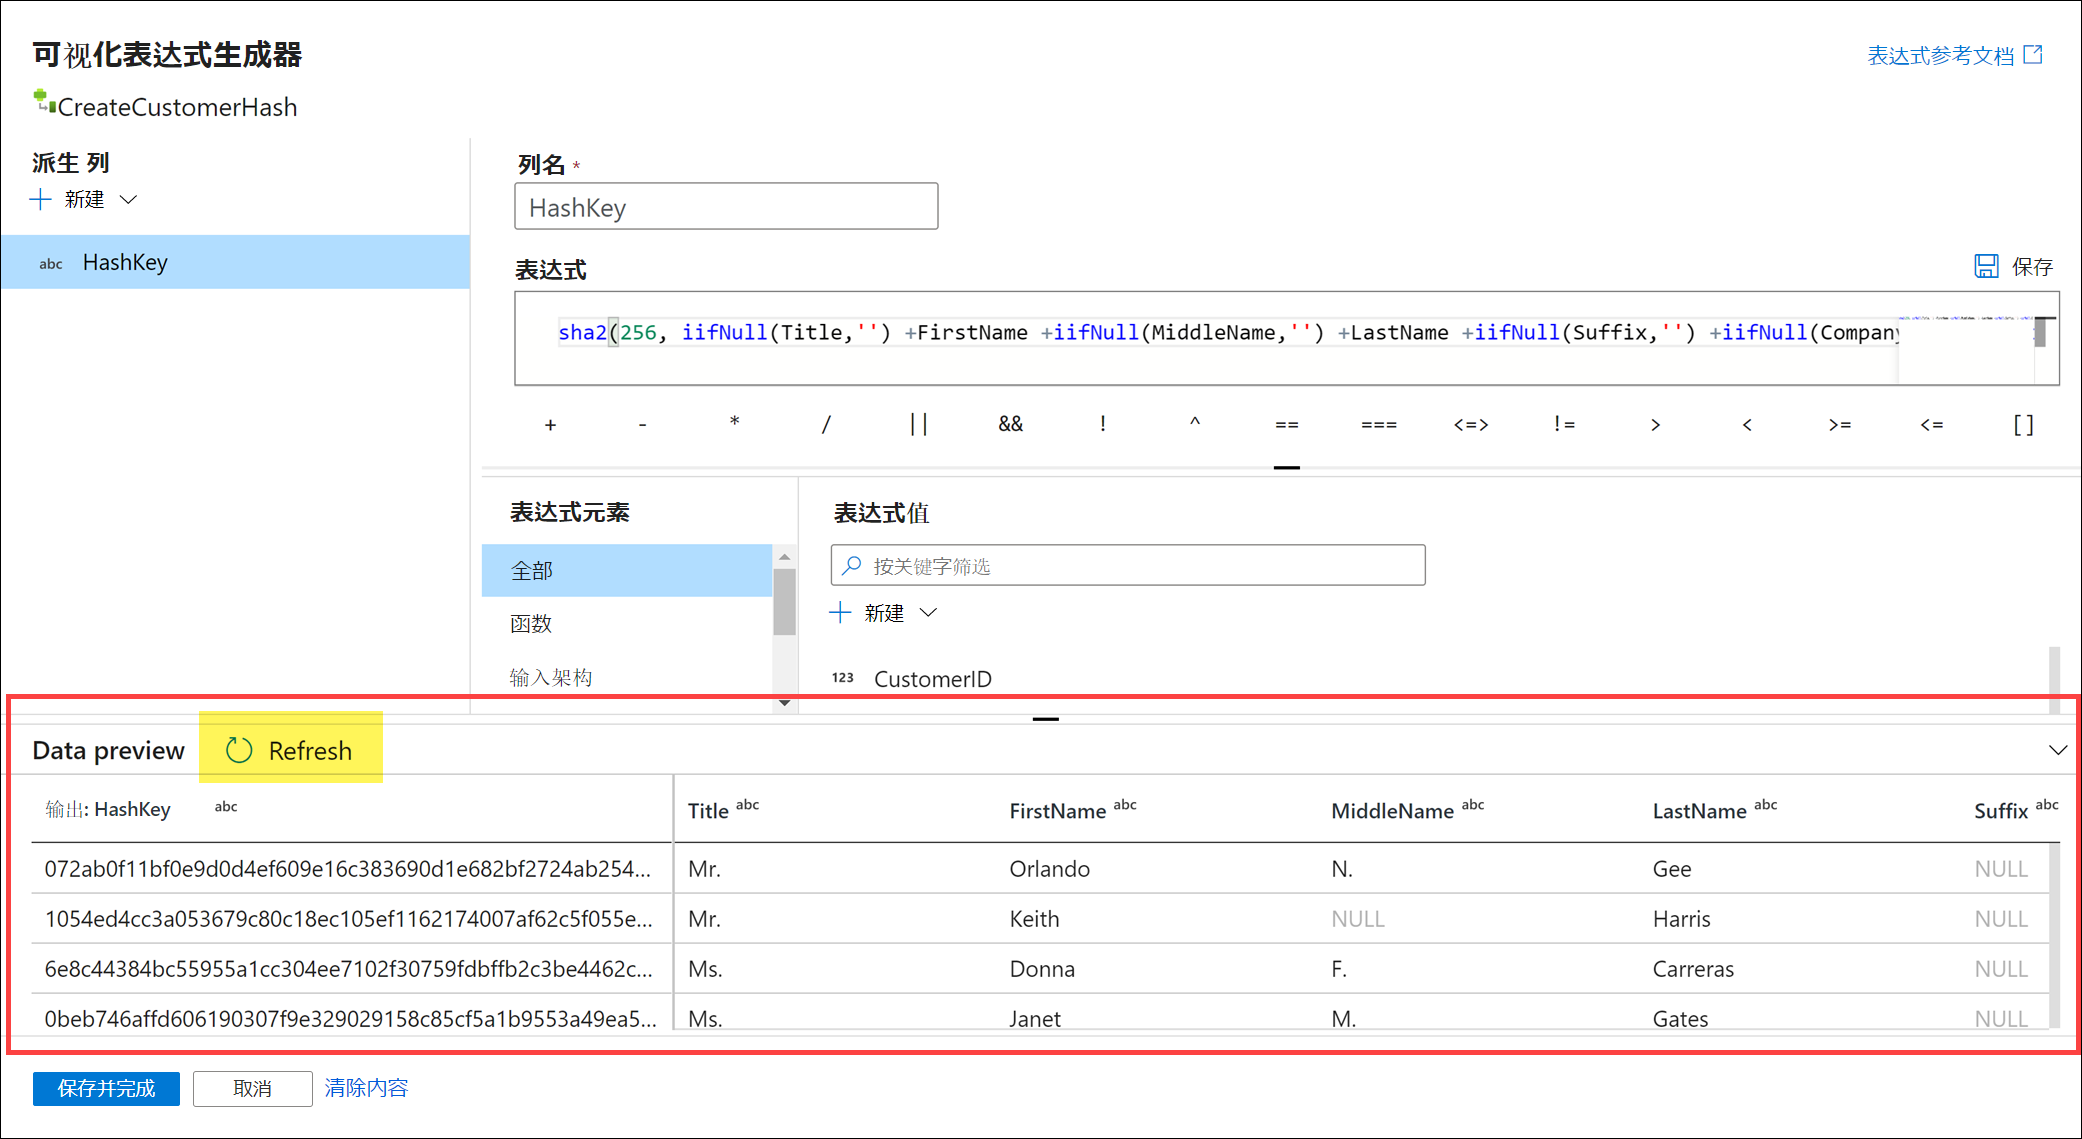 可视化表达式生成器
表达式参考文档
CreateCustomerHash
派生 列
新建
abc HashKey
列名 *
HashKey
表达式
保存
sha2(256, iifNull(Title,'') +FirstName +iifNull(MiddleName,'') +LastName +iifNull(Suffix,'') +iifNull(Company
+ - * / || && ! ^ == === <=> != > < >= <= []
表达式元素
全部
函数
输入架构
表达式值
按关键字筛选
新建
123 CustomerID
Data preview Refresh
输出: HashKey abc Title abc FirstName abc MiddleName abc LastName abc Suffix abc
072ab0f11bf0e9d0d4ef609e16c383690d1e682bf2724ab254... Mr. Orlando N. Gee NULL
1054ed4cc3a053679c80c18ec105ef1162174007af62c5f055e... Mr. Keith NULL Harris NULL
6e8c44384bc55955a1cc304ee7102f30759fdbffb2c3be4462c... Ms. Donna F. Carreras NULL
0beb746affd606190307f9e329029158c85cf5a1b9553a49ea5... Ms. Janet M. Gates NULL
保存并完成 取消 清除内容